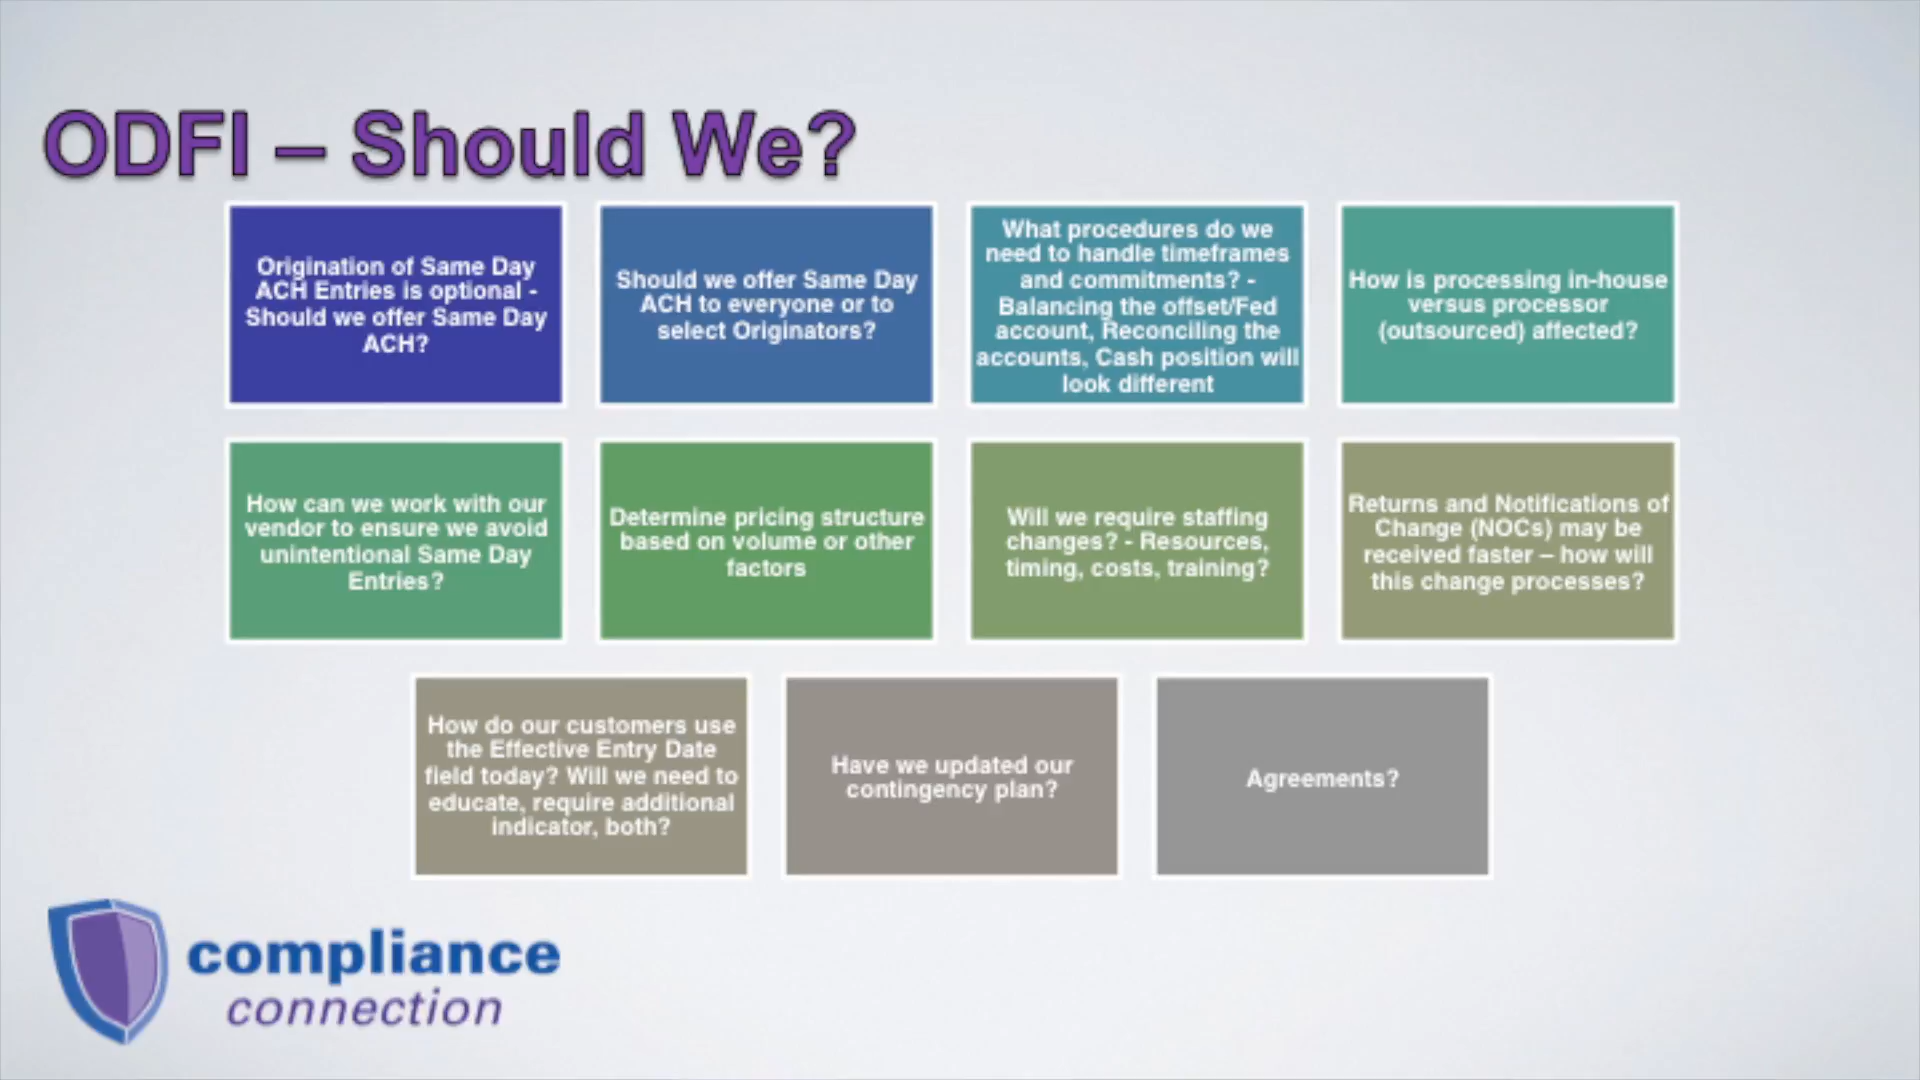 ODFI – Should We?
Origination of Same Day
ACH Entries is optional -
Should we offer Same Day
ACH?
Should we offer Same Day
ACH to everyone or to
select Originators?
What procedures do we
need to handle timeframes
and commitments? -
Balancing the offset/Fed
account, Reconciling the
accounts, Cash position will
look different
How is processing in-house
versus processor
(outsourced) affected?
How can we work with our
vendor to ensure we avoid
unintentional Same Day
Entries?
Determine pricing structure
based on volume or other
factors
Will we require staffing
changes? - Resources,
timing, costs, training?
Returns and Notifications of
Change (NOCs) may be
received faster – how will
this change processes?
How do our customers use
the Effective Entry Date
field today? Will we need to
educate, require additional
indicator, both?
Have we updated our
contingency plan?
Agreements?
compliance
connection